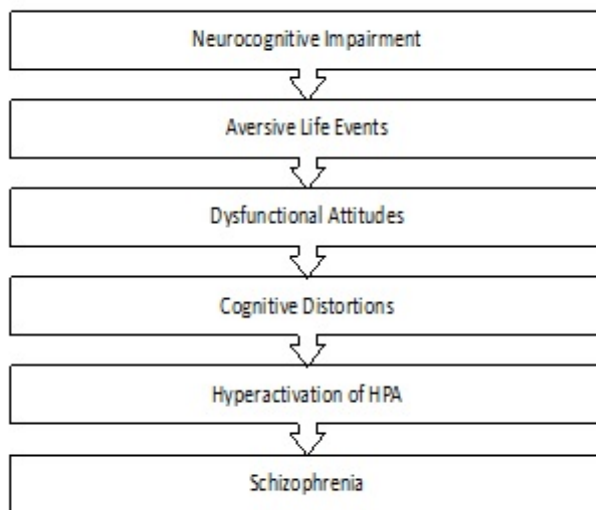 Neurocognitive Impairment
Aversive Life Events
Dysfunctional Attitudes
Cognitive Distortions
Hyperactivation of HPA
Schizophrenia